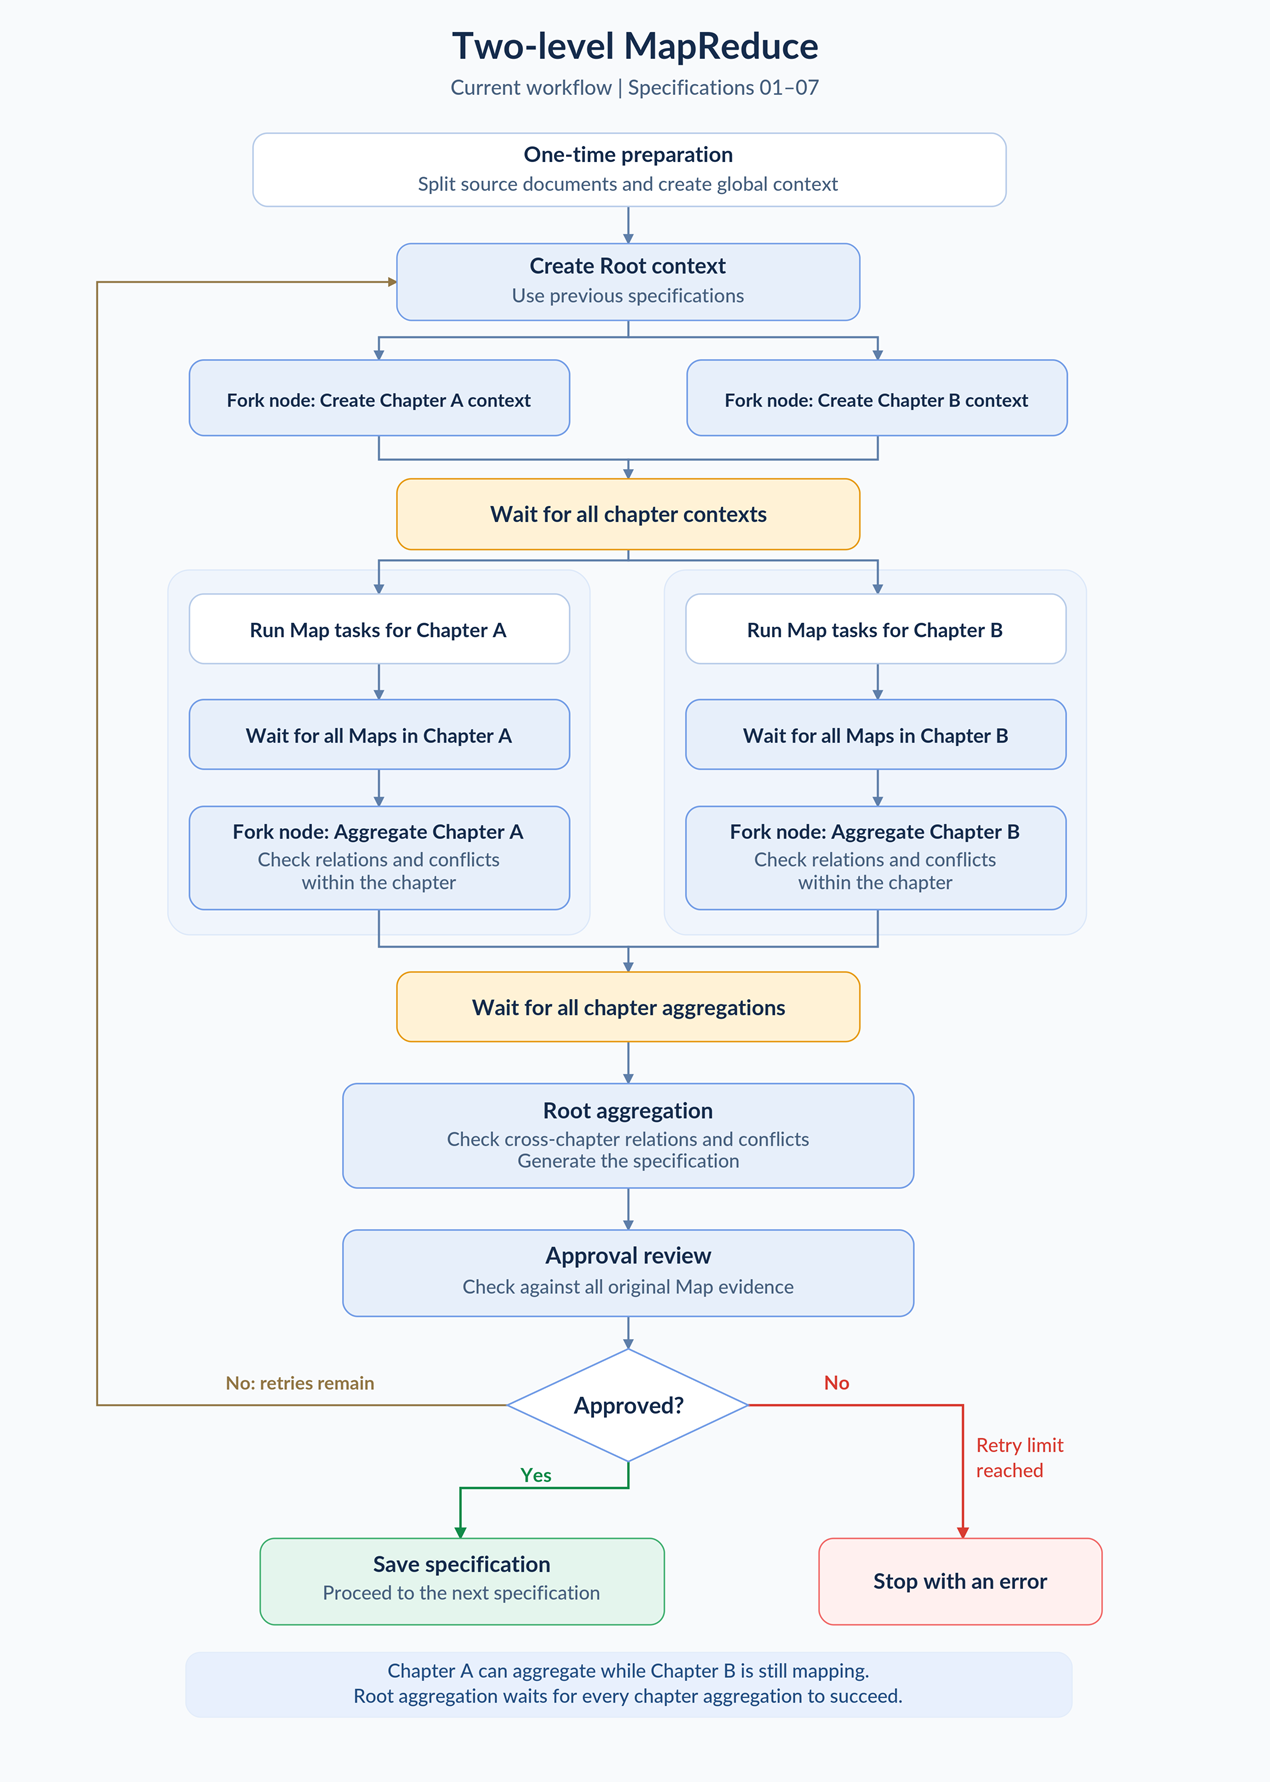 Two-level MapReduce
Current workflow | Specifications 01–07
One-time preparation
Split source documents and create global context
Create Root context
Use previous specifications
Fork node: Create Chapter A context
Fork node: Create Chapter B context
Wait for all chapter contexts
Run Map tasks for Chapter A
Run Map tasks for Chapter B
Wait for all Maps in Chapter A
Wait for all Maps in Chapter B
Fork node: Aggregate Chapter A
Check relations and conflicts
within the chapter
Fork node: Aggregate Chapter B
Check relations and conflicts
within the chapter
Wait for all chapter aggregations
Root aggregation
Check cross-chapter relations and conflicts
Generate the specification
Approval review
Check against all original Map evidence
No: retries remain
Approved?
No
Retry limit
reached
Yes
Save specification
Proceed to the next specification
Stop with an error
Chapter A can aggregate while Chapter B is still mapping.
Root aggregation waits for every chapter aggregation to succeed.